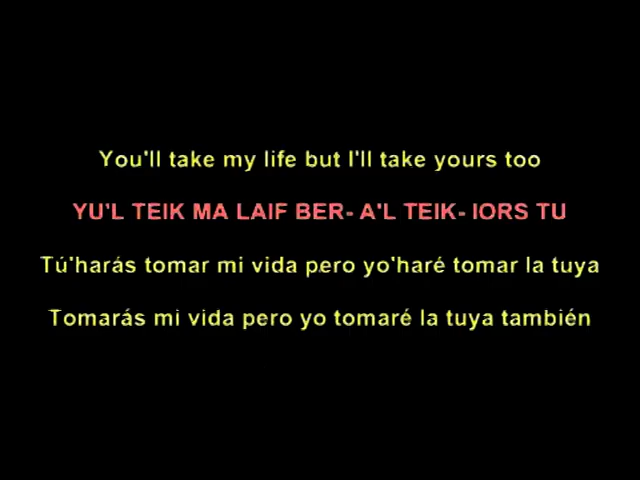 You'll take my life but I'll take yours too
YU'L TEIK MA LAIF BER- A'L TEIK- IORS TU
Tú'harás tomar mi vida pero yo'haré tomar la tuya
Tomarás mi vida pero yo tomaré la tuya también